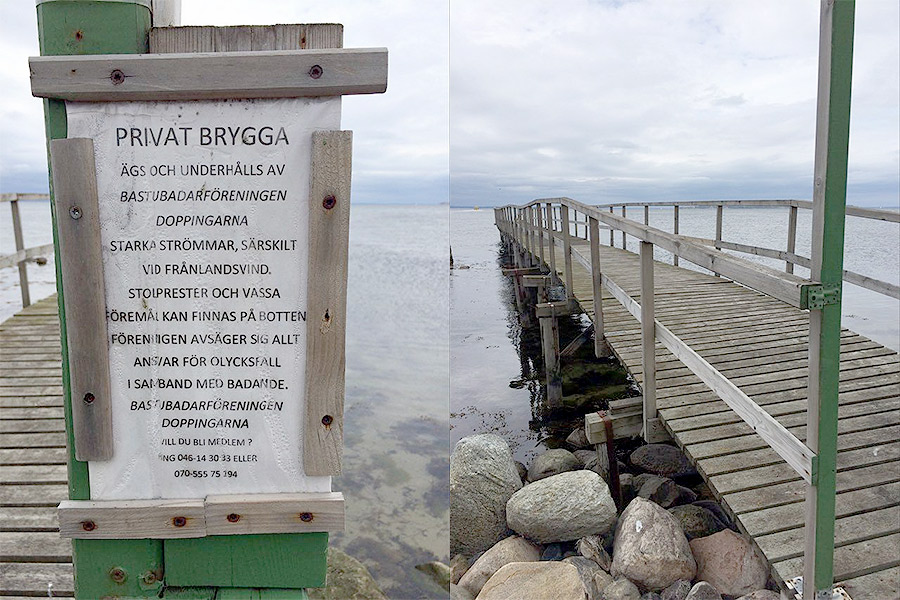 PRIVAT BRYGGA
ÄGS OCH UNDERHÅLLS AV
BASTUBADARFÖRENINGEN
DOPPINGARNA
STARKA STRÖMMAR, SÄRSKILT
VID FRÅNLANDSVIND.
STOLPRESTER OCH VASSA
FÖREMÅL KAN FINNAS PÅ BOTTEN
FÖRENINGEN AVSÄGER SIG ALLT
ANSVAR FÖR OLYCKSFALL
I SAMBAND MED BADANDE.
BASTUBADARFÖRENINGEN
DOPPINGARNA
VILL DU BLI MEDLEM ?
RING 046-14 30 33 ELLER
070-555 75 94